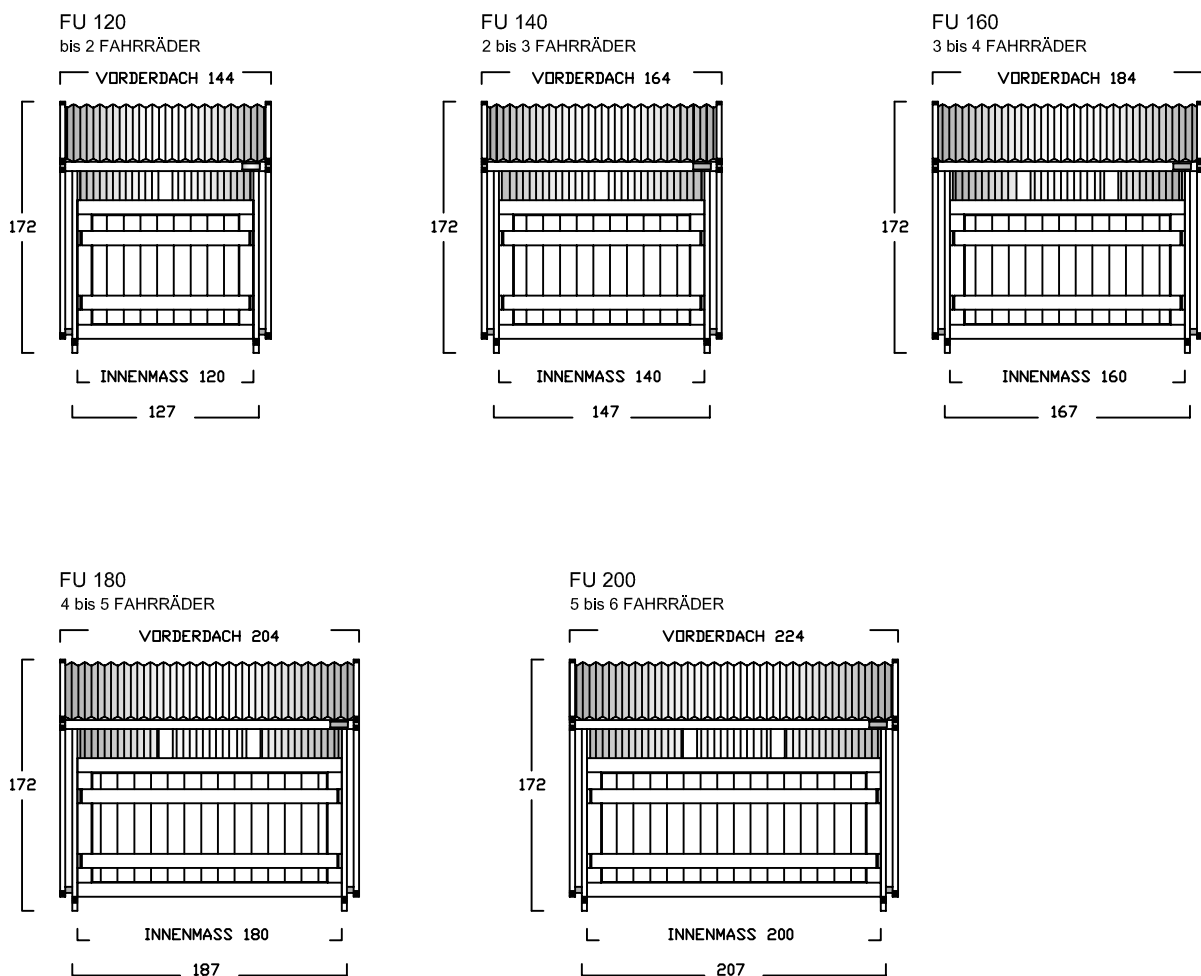 FU 120
bis 2 FAHRRÄDER
VORDERDACH 144
172
INNENMASS 120
127
FU 140
2 bis 3 FAHRRÄDER
VORDERDACH 164
172
INNENMASS 140
147
FU 160
3 bis 4 FAHRRÄDER
VORDERDACH 184
172
INNENMASS 160
167
FU 180
4 bis 5 FAHRRÄDER
VORDERDACH 204
172
INNENMASS 180
187
FU 200
5 bis 6 FAHRRÄDER
VORDERDACH 224
172
INNENMASS 200
207